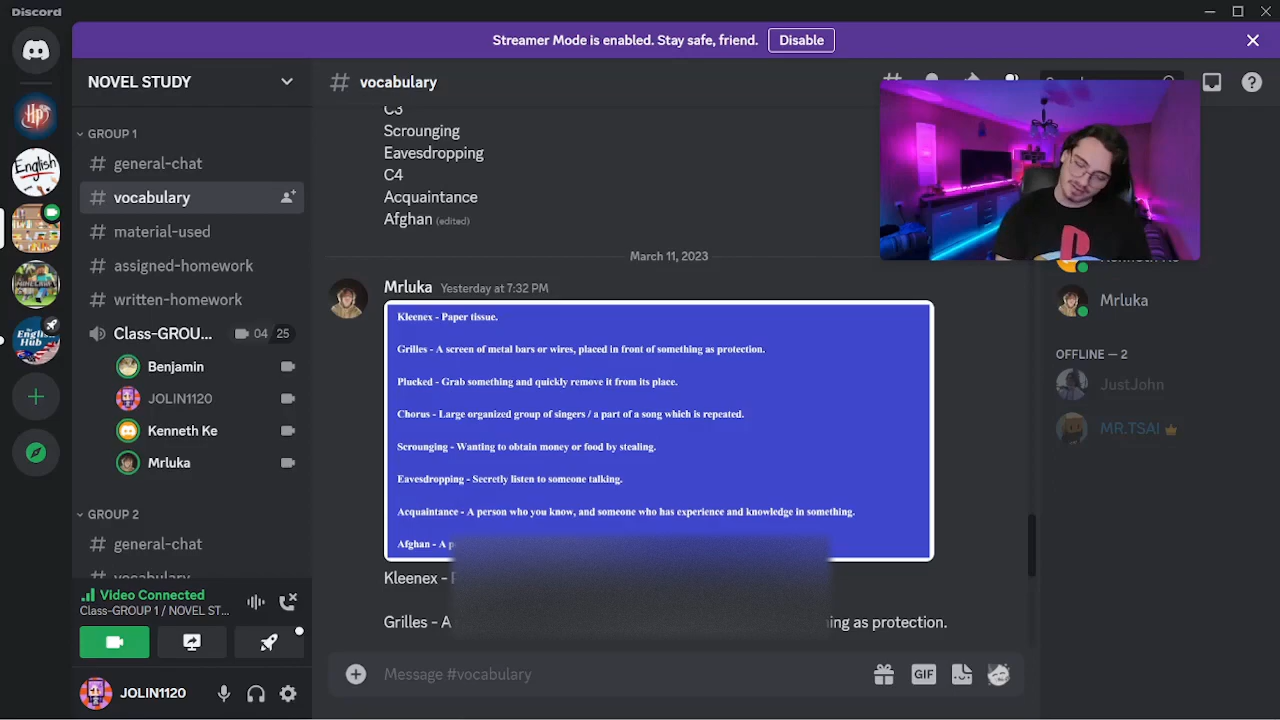 Discord
Streamer Mode is enabled. Stay safe, friend.
Disable
NOVEL STUDY
GROUP 1
general-chat
vocabulary
material-used
assigned-homework
written-homework
Class-GROU...
04 25
Benjamin
JOLIN1120
Kenneth Ke
Mrluka
GROUP 2
general-chat
vocabulary
Video Connected
Class-GROUP 1 / NOVEL ST...
JOLIN1120
English
HP
The English Hub
vocabulary
C3
Scrounging
Eavesdropping
C4
Acquaintance
Afghan (edited)
March 11, 2023
Mrluka Yesterday at 7:32 PM
Kleenex - Paper tissue.
Grilles - A screen of metal bars or wires, placed in front of something as protection.
Plucked - Grab something and quickly remove it from its place.
Chorus - Large organized group of singers / a part of a song which is repeated.
Scrounging - Wanting to obtain money or food by stealing.
Eavesdropping - Secretly listen to someone talking.
Acquaintance - A person who you know, and someone who has experience and knowledge in something.
Afghan - A
Kleenex -
Grilles - A
ing as protection.
Message #vocabulary
GIF
Mrluka
OFFLINE — 2
JustJohn
MR.TSAI